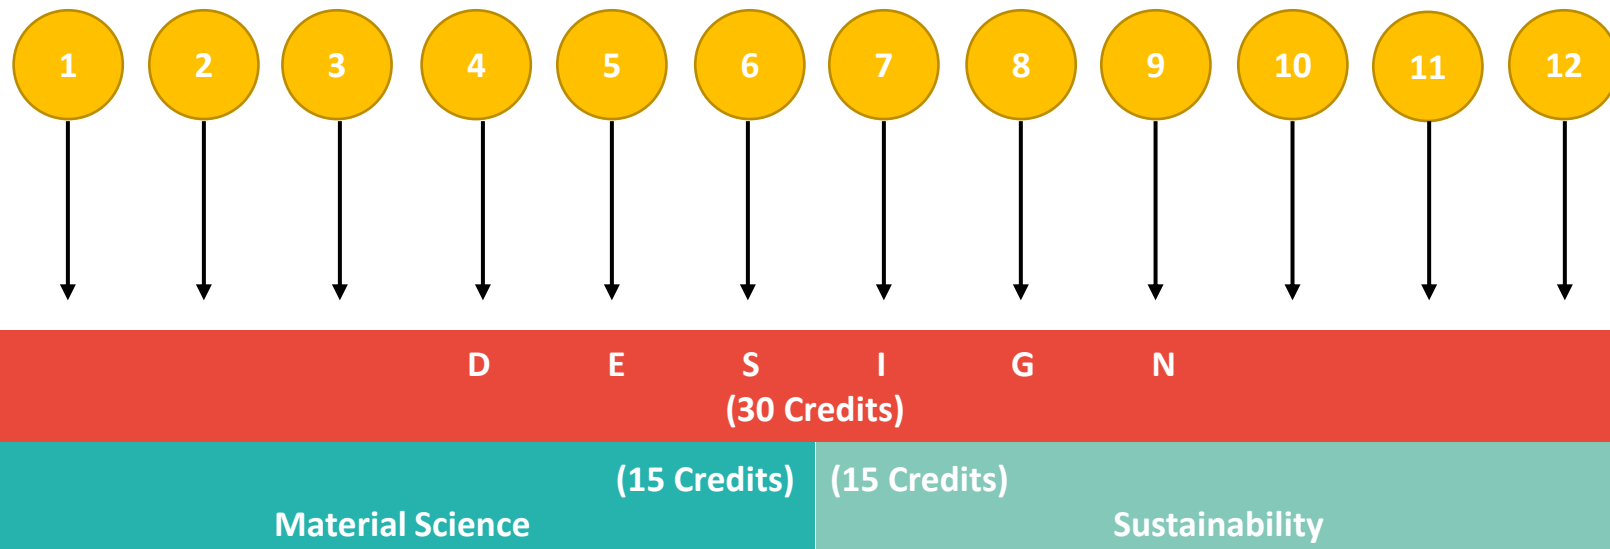 1 2 3 4 5 6 7 8 9 10 11 12
D E S I G N
(30 Credits)
(15 Credits) (15 Credits)
Material Science Sustainability